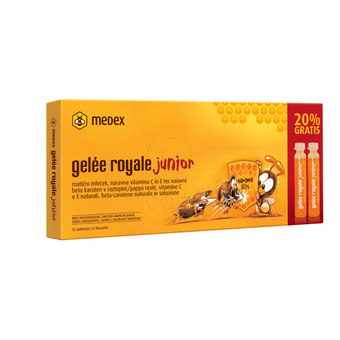 medex
20%
GRATIS
gelée royale junior
matični mleček, naravna vitamina C in E ter naravni
beta karoten v raztopini/pappa reale, vitamine C
e E naturali, beta-carotene naturale in soluzione
gelée royale junior
gelée royale junior
gelée royale
junior